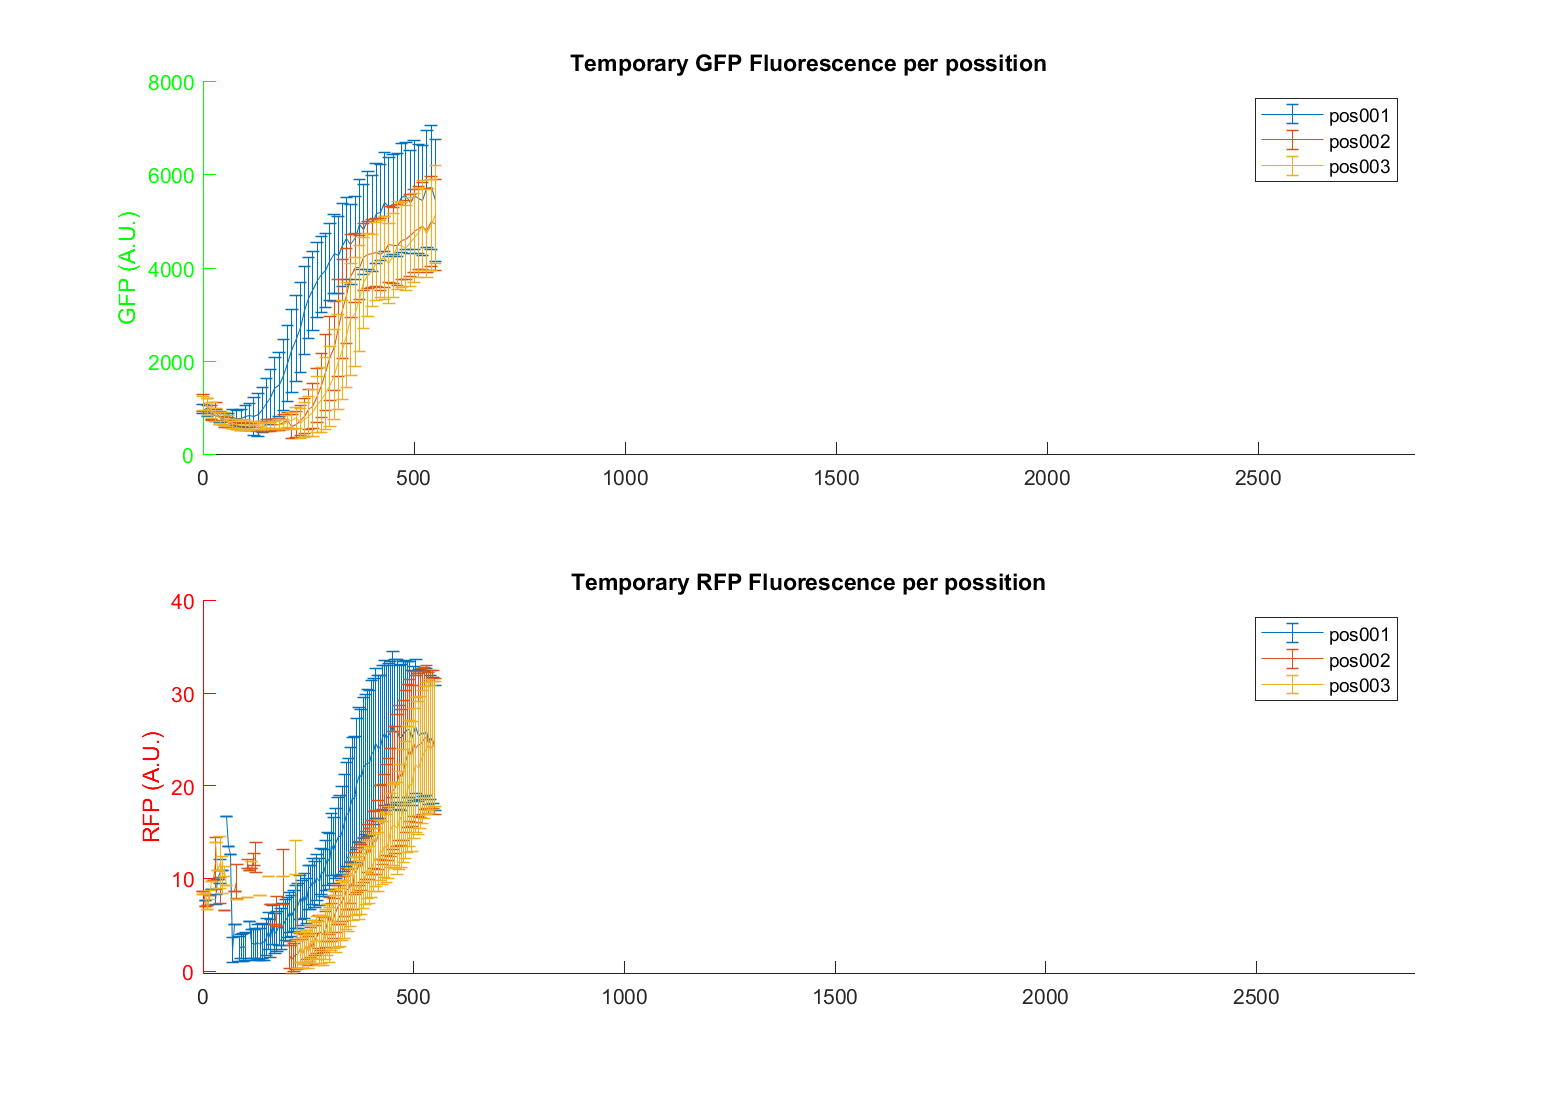 Temporary GFP Fluorescence per possition
8000
6000
4000
2000
0
GFP (A.U.)
pos001
pos002
pos003
0 500 1000 1500 2000 2500
Temporary RFP Fluorescence per possition
40
30
20
10
0
RFP (A.U.)
pos001
pos002
pos003
0 500 1000 1500 2000 2500